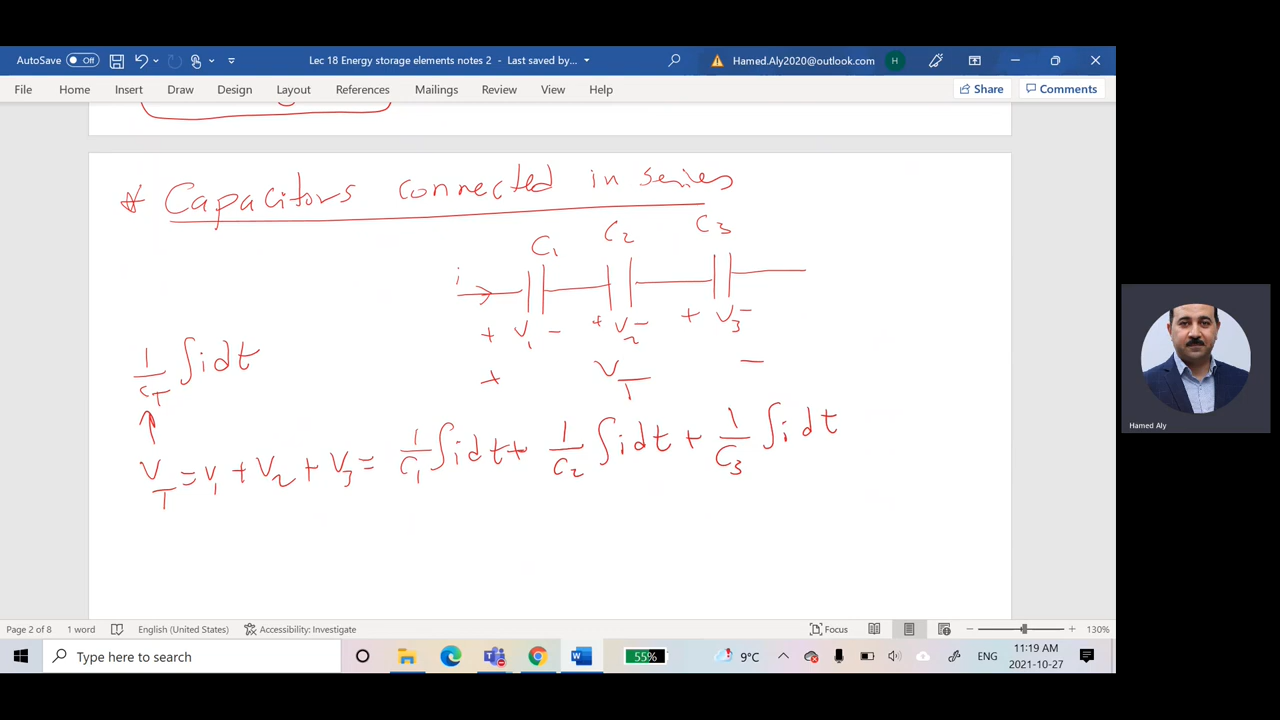 AutoSave Off Lec 18 Energy storage elements notes 2 - Last saved by... Hamed.Aly2020@outlook.com H
File Home Insert Draw Design Layout References Mailings Review View Help Share Comments
* Capacitors connected in series
C1 C2 C3
i
+ V1 - + V2 - + V3 -
+ VT -
1/CT ∫i dt
↑
VT = V1 + V2 + V3 = 1/C1 ∫i dt + 1/C2 ∫i dt + 1/C3 ∫i dt
Hamed Aly
Page 2 of 8 1 word English (United States) Accessibility: Investigate Focus 130%
Type here to search 55% 9°C ENG 11:19 AM
2021-10-27